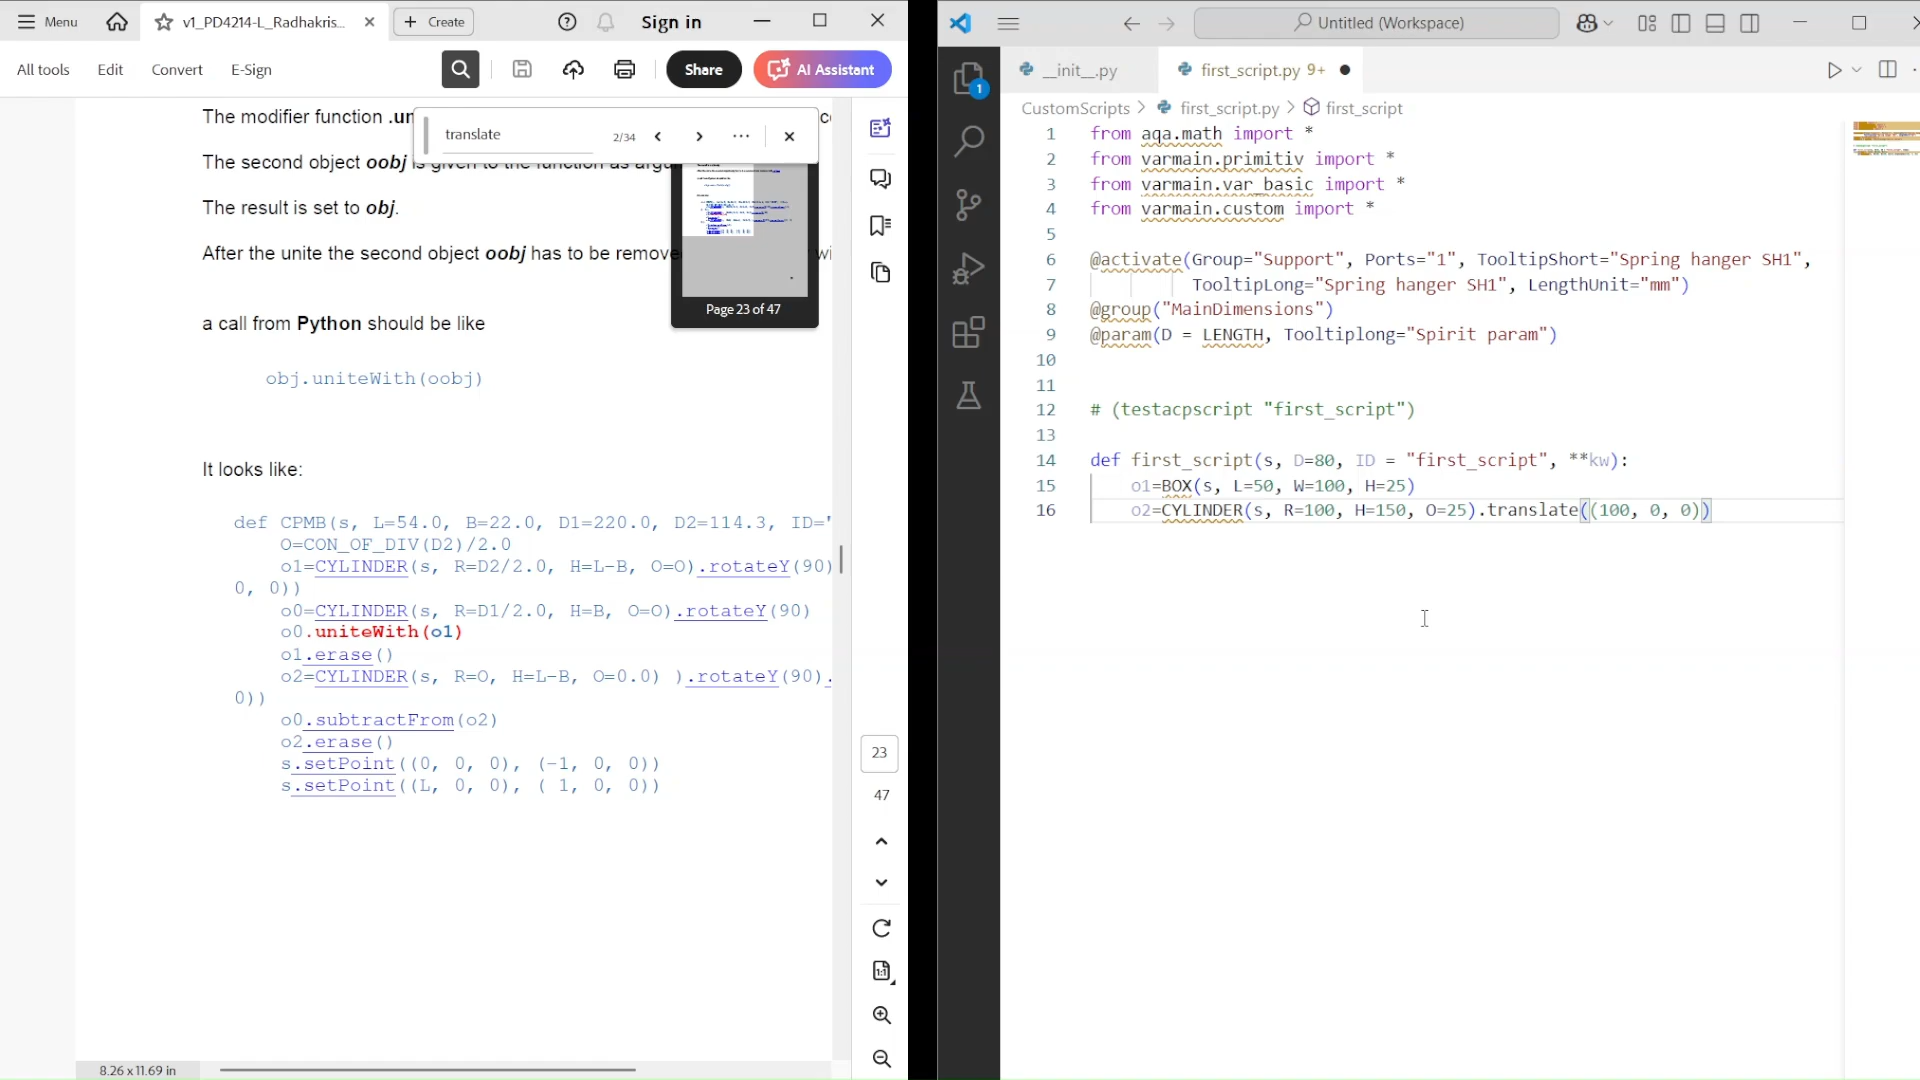 Menu
v1_PD4214-L_Radhakris...
Create
Sign in
All tools
Edit
Convert
E-Sign
Share
AI Assistant
The modifier function .un
translate
2/34
The second object oobj is given to the function as argu
The result is set to obj.
After the unite the second object oobj has to be remove
wi
Page 23 of 47
a call from Python should be like
obj.uniteWith(oobj)
It looks like:
def CPMB(s, L=54.0, B=22.0, D1=220.0, D2=114.3, ID='
O=CON_OF_DIV(D2)/2.0
o1=CYLINDER(s, R=D2/2.0, H=L-B, O=O).rotateY(90)
0, 0))
o0=CYLINDER(s, R=D1/2.0, H=B, O=O).rotateY(90)
o0.uniteWith(o1)
o1.erase()
o2=CYLINDER(s, R=O, H=L-B, O=0.0) ).rotateY(90).
0))
o0.subtractFrom(o2)
o2.erase()
s.setPoint((0, 0, 0), (-1, 0, 0))
s.setPoint((L, 0, 0), ( 1, 0, 0))
23
47
8.26 x 11.69 in
Untitled (Workspace)
1
__init__.py
first_script.py 9+
CustomScripts > first_script.py > first_script
1 from aqa.math import *
2 from varmain.primitiv import *
3 from varmain.var_basic import *
4 from varmain.custom import *
5
6 @activate(Group="Support", Ports="1", TooltipShort="Spring hanger SH1",
7 TooltipLong="Spring hanger SH1", LengthUnit="mm")
8 @group("MainDimensions")
9 @param(D = LENGTH, Tooltiplong="Spirit param")
10
11
12 # (testacpscript "first_script")
13
14 def first_script(s, D=80, ID = "first_script", **kw):
15 o1=BOX(s, L=50, W=100, H=25)
16 o2=CYLINDER(s, R=100, H=150, O=25).translate((100, 0, 0))